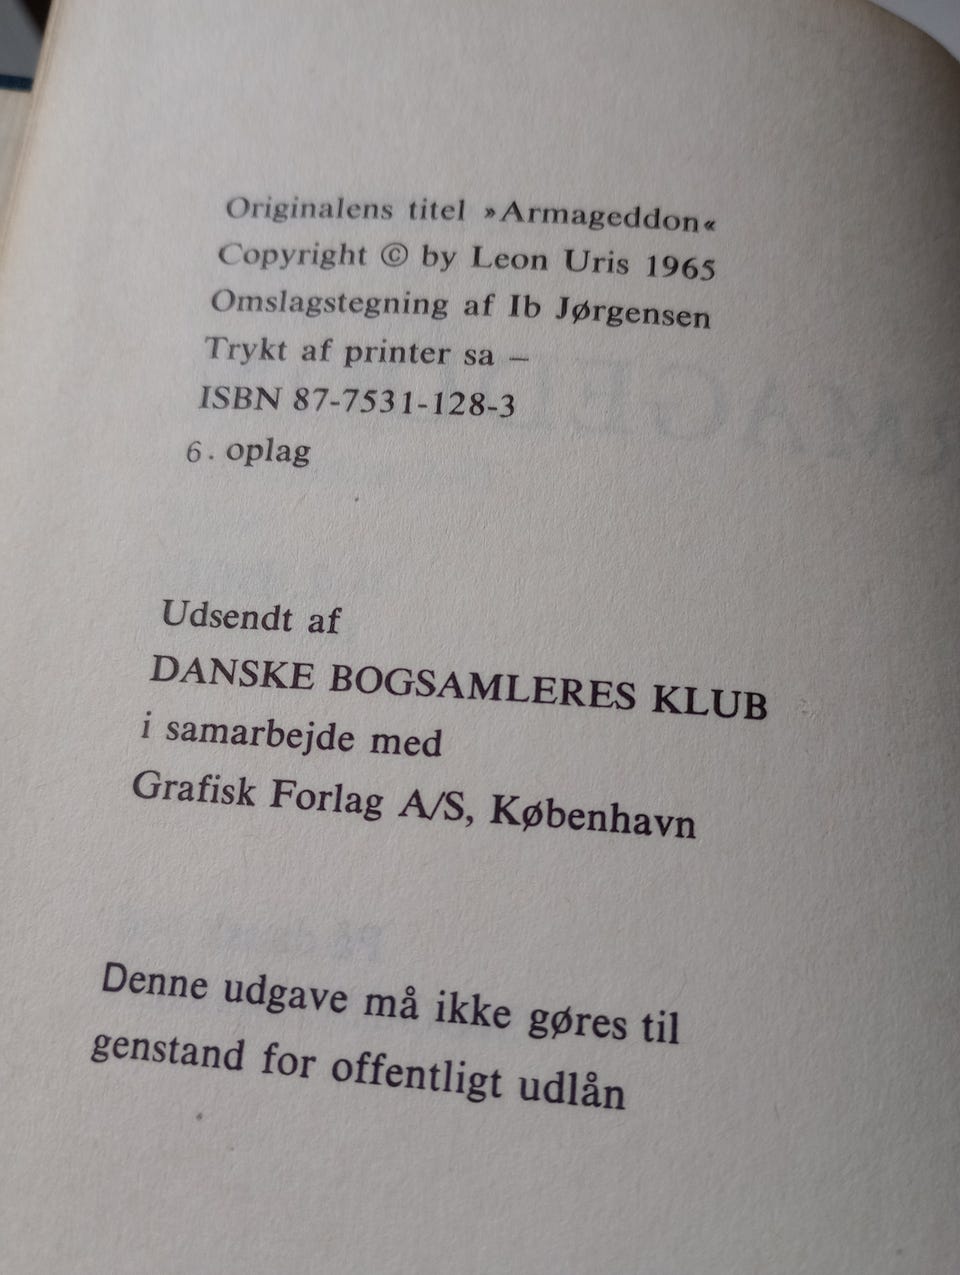 Originalens titel »Armageddon«
Copyright © by Leon Uris 1965
Omslagstegning af Ib Jørgensen
Trykt af printer sa –
ISBN 87-7531-128-3
6. oplag
Udsendt af
DANSKE BOGSAMLERES KLUB
i samarbejde med
Grafisk Forlag A/S, København
Denne udgave må ikke gøres til
genstand for offentligt udlån